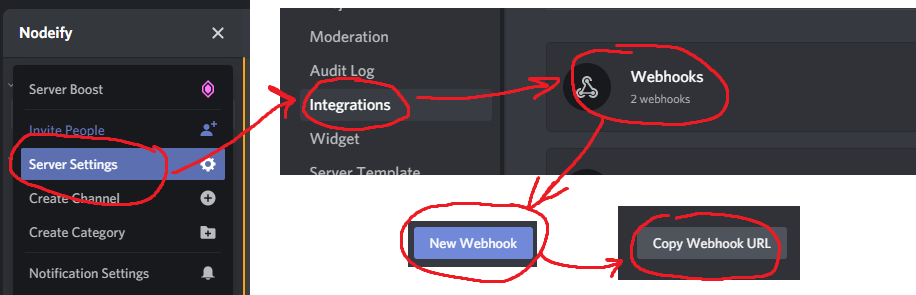 Nodeify
Server Boost
Invite People
Server Settings
Create Channel
Create Category
Notification Settings
Moderation
Audit Log
Integrations
Widget
Server Template
Webhooks
2 webhooks
New Webhook
Copy Webhook URL